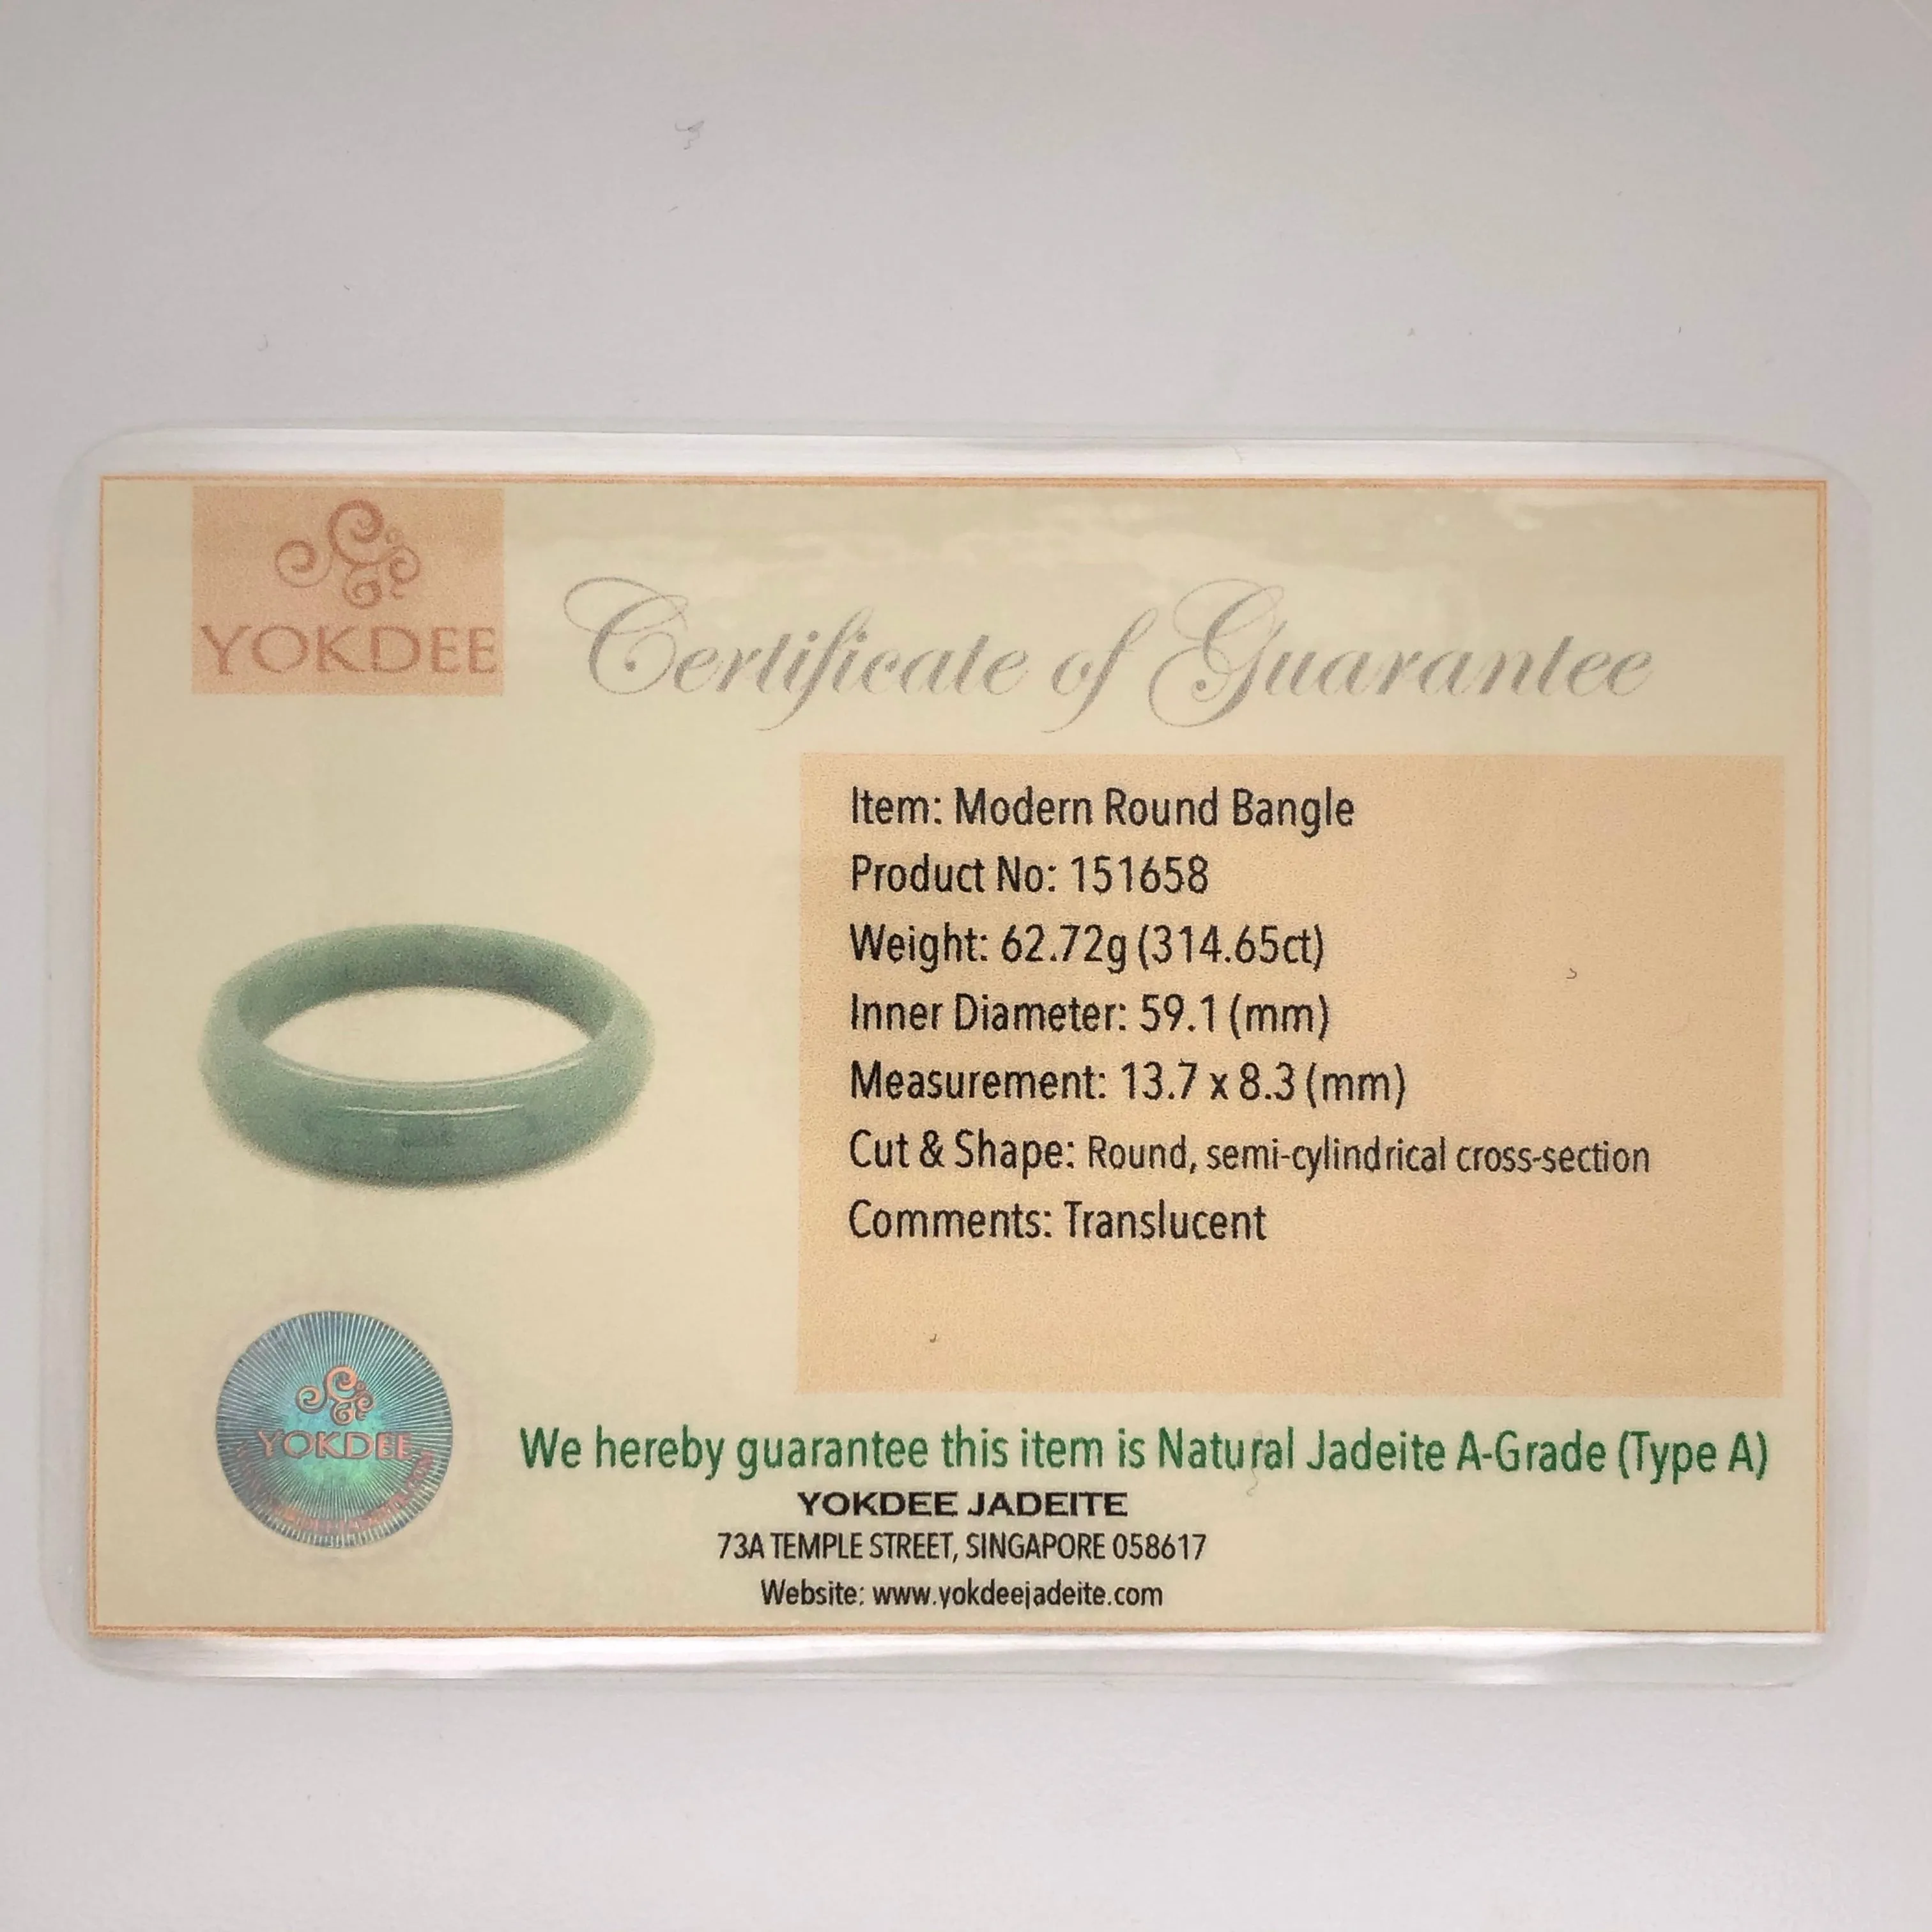 YOKDEE
Certificate of Guarantee
Item: Modern Round Bangle
Product No: 151658
Weight: 62.72g (314.65ct)
Inner Diameter: 59.1 (mm)
Measurement: 13.7 x 8.3 (mm)
Cut & Shape: Round, semi-cylindrical cross-section
Comments: Translucent
YOKDEE
We hereby guarantee this item is Natural Jadeite A-Grade (Type A)
YOKDEE JADEITE
73A TEMPLE STREET, SINGAPORE 058617
Website: www.yokdeejadeite.com